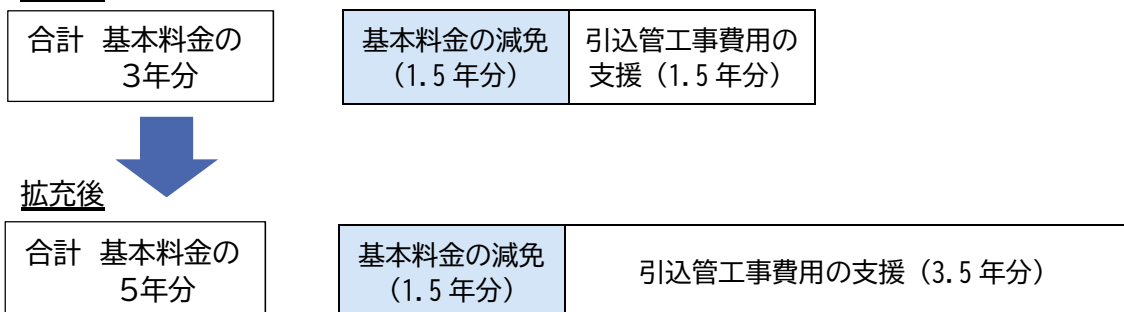 合計 基本料金の
3年分
基本料金の減免
（1.5年分）
引込管工事費用の
支援（1.5年分）
拡充後
合計 基本料金の
5年分
基本料金の減免
（1.5年分）
引込管工事費用の支援（3.5年分）